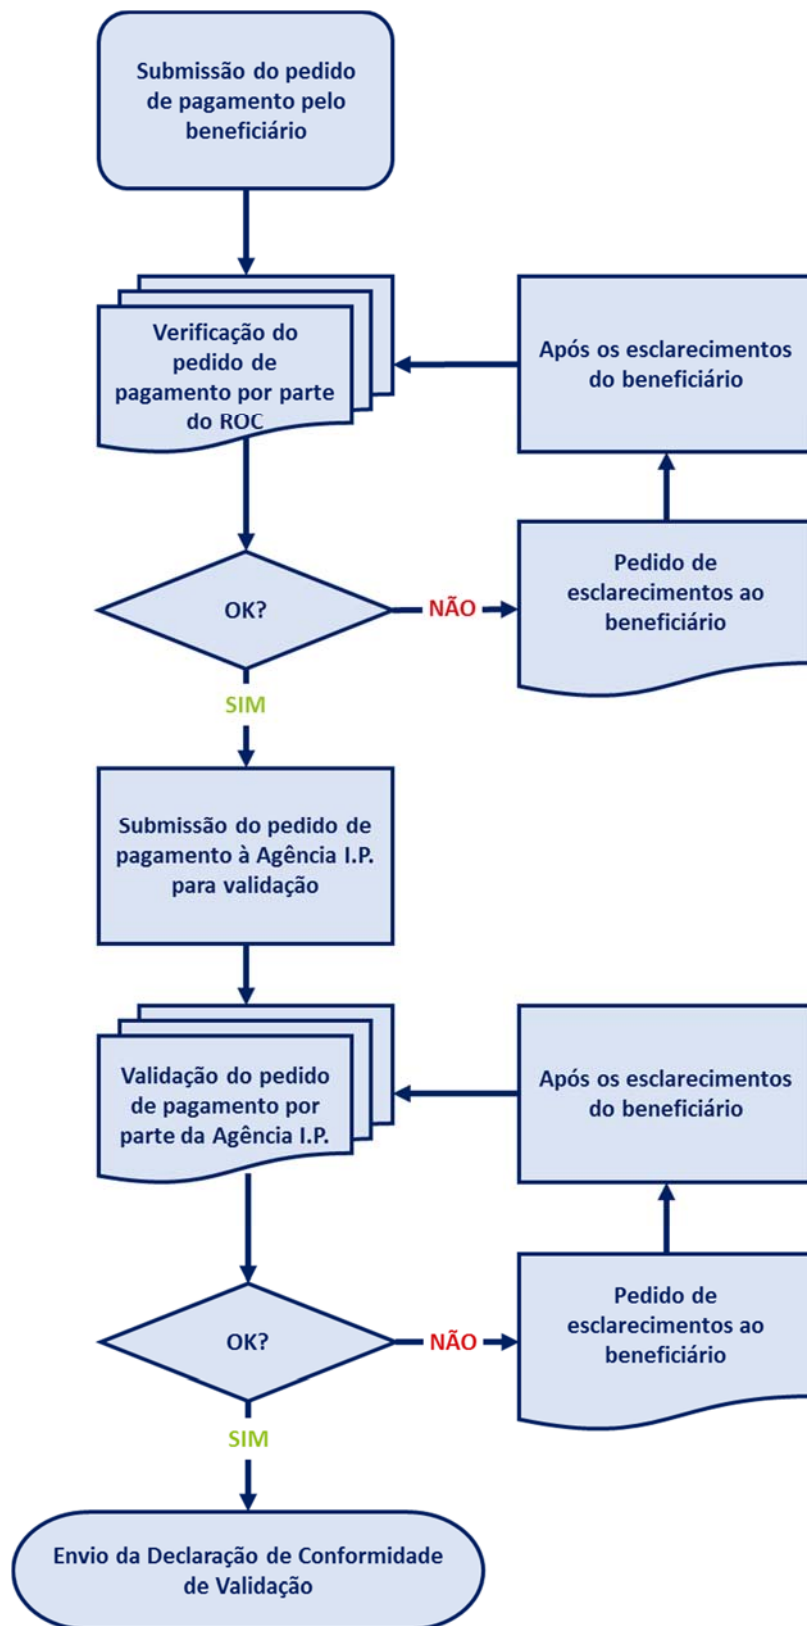 Submissão do pedido
de pagamento pelo
beneficiário
Verificação do
pedido de
pagamento por parte
do ROC
Após os esclarecimentos
do beneficiário
OK?
NÃO
Pedido de
esclarecimentos ao
beneficiário
SIM
Submissão do pedido de
pagamento à Agência I.P.
para validação
Validação do pedido
de pagamento por
parte da Agência I.P.
Após os esclarecimentos
do beneficiário
OK?
NÃO
Pedido de
esclarecimentos ao
beneficiário
SIM
Envio da Declaração de Conformidade
de Validação